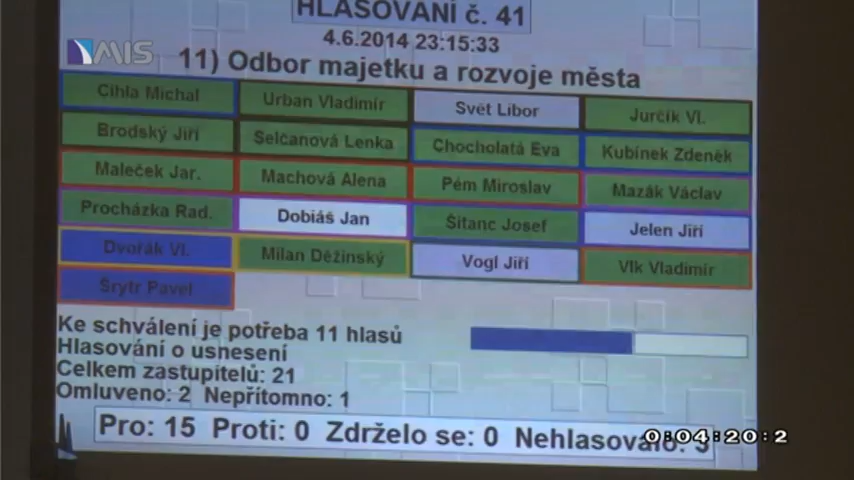 HLASOVÁNÍ č. 41
4.6.2014 23:15:33
MIS
11) Odbor majetku a rozvoje města
Cihla Michal Urban Vladimír Svět Libor Jurčík Vl.
Brodský Jiří Selčanová Lenka Chocholatá Eva Kubínek Zdeněk
Maleček Jar. Machová Alena Pém Miroslav Mazák Václav
Procházka Rad. Dobiáš Jan Šitanc Josef Jelen Jiří
Dvořák Vl. Milan Děžinský Vogl Jiří Vlk Vladimír
Šrytr Pavel
Ke schválení je potřeba 11 hlasů
Hlasování o usnesení
Celkem zastupitelů: 21
Omluveno: 2 Nepřítomno: 1
Pro: 15 Proti: 0 Zdrželo se: 0 Nehlasovalo: 3
0:04:20:2